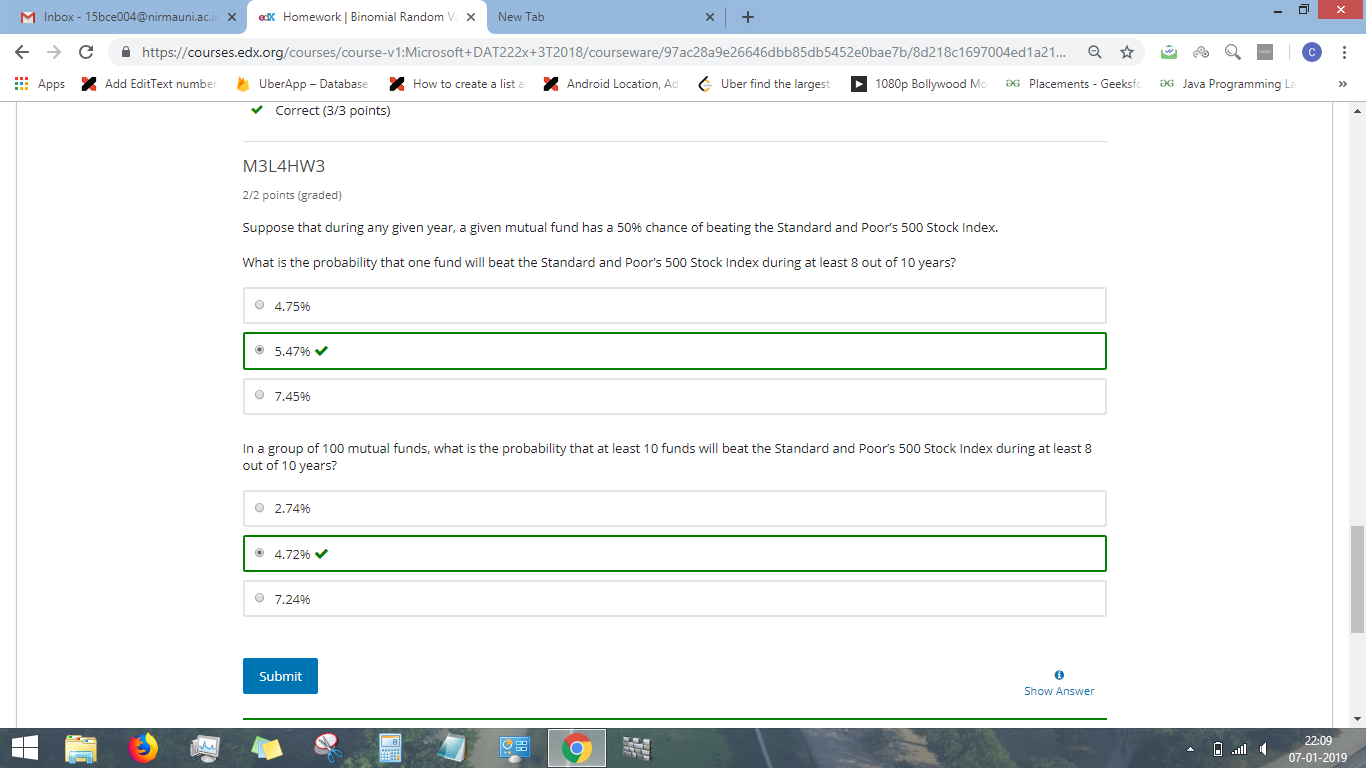 Inbox - 15bce004@nirmauni.ac.i
edX Homework | Binomial Random Va
New Tab
https://courses.edx.org/courses/course-v1:Microsoft+DAT222x+3T2018/courseware/97ac28a9e26646dbb85db5452e0bae7b/8d218c1697004ed1a21...
C
Apps
Add EditText number
UberApp – Database
How to create a list a
Android Location, Ad
Uber find the largest
1080p Bollywood Mo
Placements - Geeksfo
Java Programming La
»
Correct (3/3 points)
M3L4HW3
2/2 points (graded)
Suppose that during any given year, a given mutual fund has a 50% chance of beating the Standard and Poor's 500 Stock Index.
What is the probability that one fund will beat the Standard and Poor's 500 Stock Index during at least 8 out of 10 years?
4.75%
5.47%
7.45%
In a group of 100 mutual funds, what is the probability that at least 10 funds will beat the Standard and Poor's 500 Stock Index during at least 8
out of 10 years?
2.74%
4.72%
7.24%
Submit
Show Answer
22:09
07-01-2019